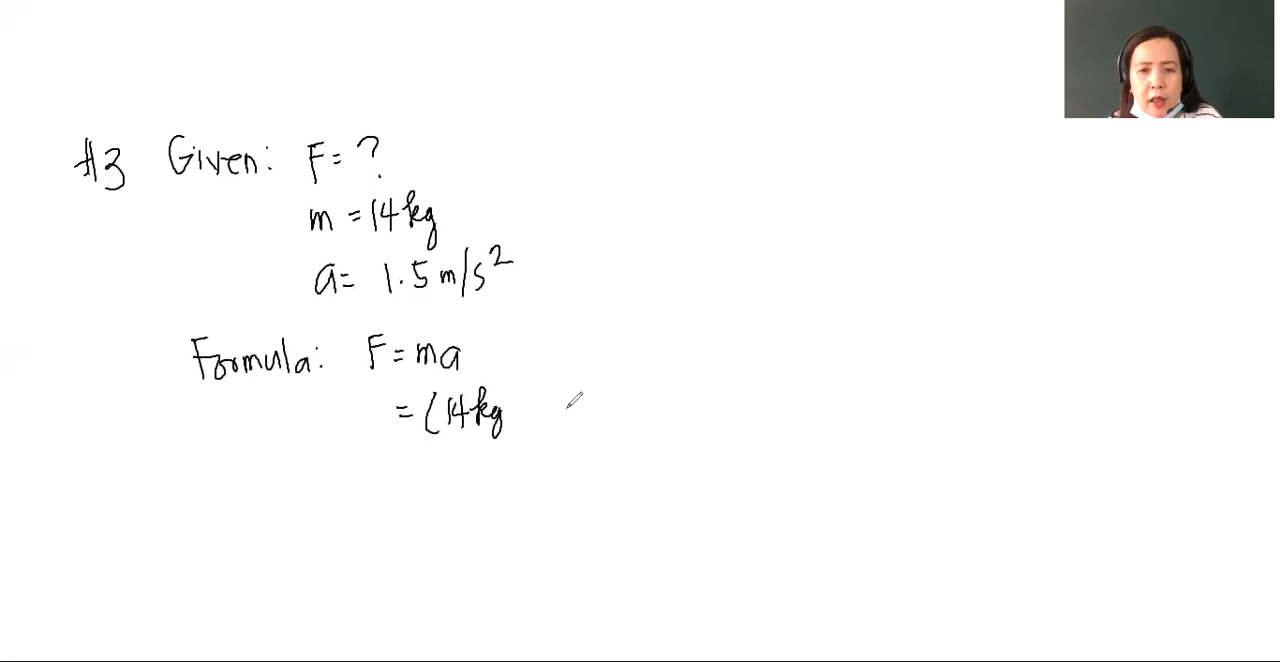 #3 Given: F = ?
m = 14 kg
a = 1.5 m/s²
Formula: F = ma
= (14 kg